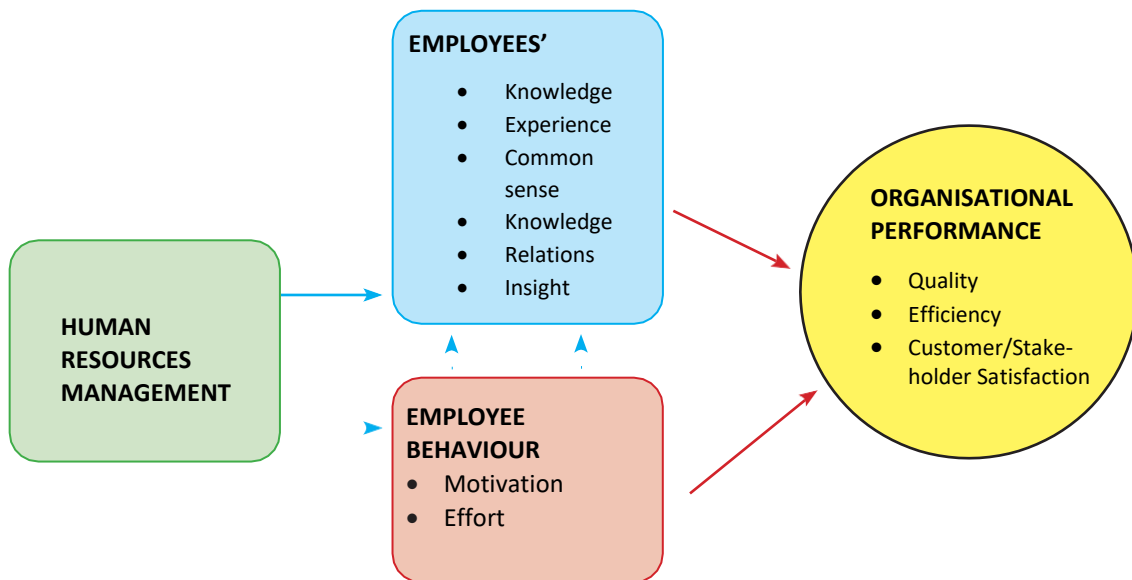 HUMAN
RESOURCES
MANAGEMENT
EMPLOYEES’
• Knowledge
• Experience
• Common
sense
• Knowledge
• Relations
• Insight
EMPLOYEE
BEHAVIOUR
• Motivation
• Effort
ORGANISATIONAL
PERFORMANCE
• Quality
• Efficiency
• Customer/Stake-
holder Satisfaction